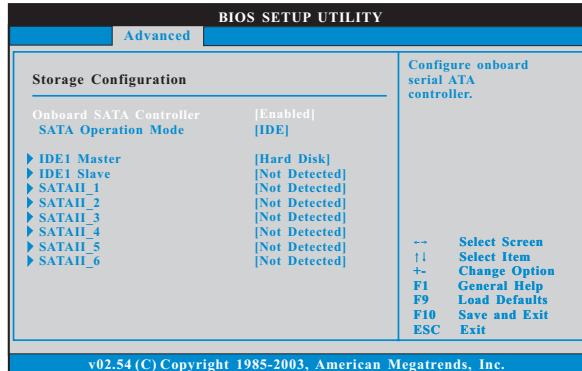 BIOS SETUP UTILITY
Advanced
Storage Configuration
Onboard SATA Controller [Enabled]
SATA Operation Mode [IDE]
IDE1 Master [Hard Disk]
IDE1 Slave [Not Detected]
SATAII_1 [Not Detected]
SATAII_2 [Not Detected]
SATAII_3 [Not Detected]
SATAII_4 [Not Detected]
SATAII_5 [Not Detected]
SATAII_6 [Not Detected]
Configure onboard
serial ATA
controller.
←→ Select Screen
↑↓ Select Item
+- Change Option
F1 General Help
F9 Load Defaults
F10 Save and Exit
ESC Exit
v02.54 (C) Copyright 1985-2003, American Megatrends, Inc.